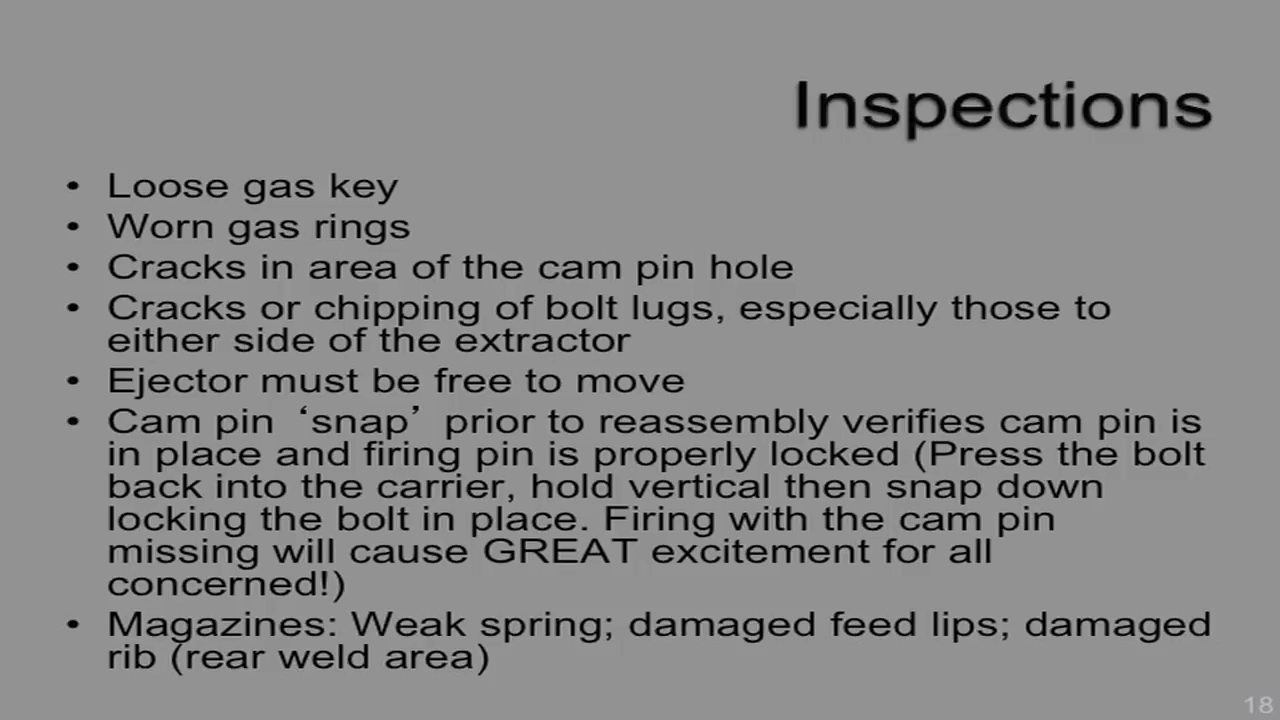 Inspections
• Loose gas key
• Worn gas rings
• Cracks in area of the cam pin hole
• Cracks or chipping of bolt lugs, especially those to
either side of the extractor
• Ejector must be free to move
• Cam pin ‘snap’ prior to reassembly verifies cam pin is
in place and firing pin is properly locked (Press the bolt
back into the carrier, hold vertical then snap down
locking the bolt in place. Firing with the cam pin
missing will cause GREAT excitement for all
concerned!)
• Magazines: Weak spring; damaged feed lips; damaged
rib (rear weld area)
18